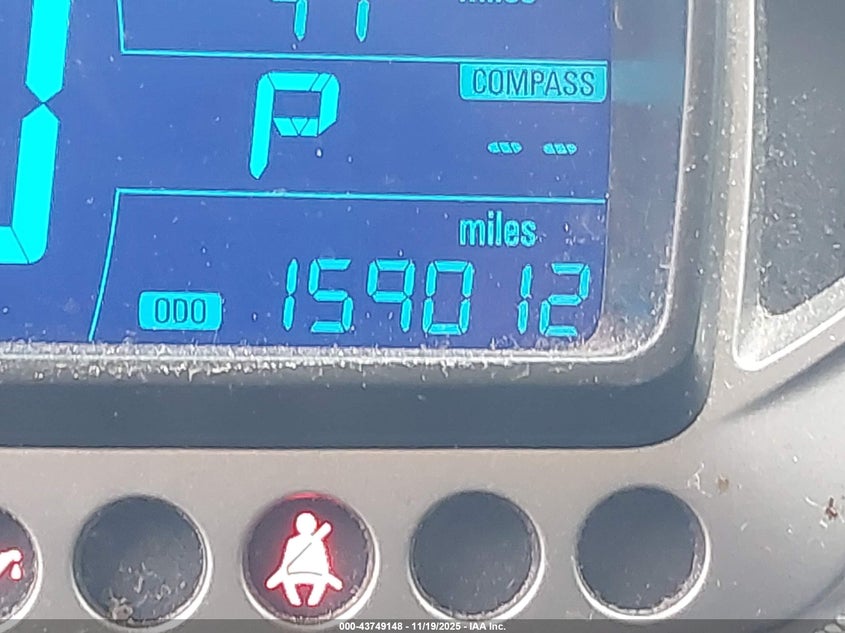 P
COMPASS
-- --
miles
ODO 159012
000-43749148 - 11/19/2025 - IAA Inc.